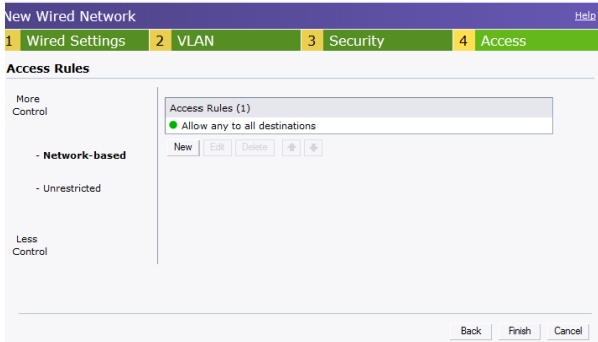 New Wired Network Help
1 Wired Settings 2 VLAN 3 Security 4 Access
Access Rules
More
Control
- Network-based
- Unrestricted
Less
Control
Access Rules (1)
Allow any to all destinations
New Edit Delete
Back Finish Cancel